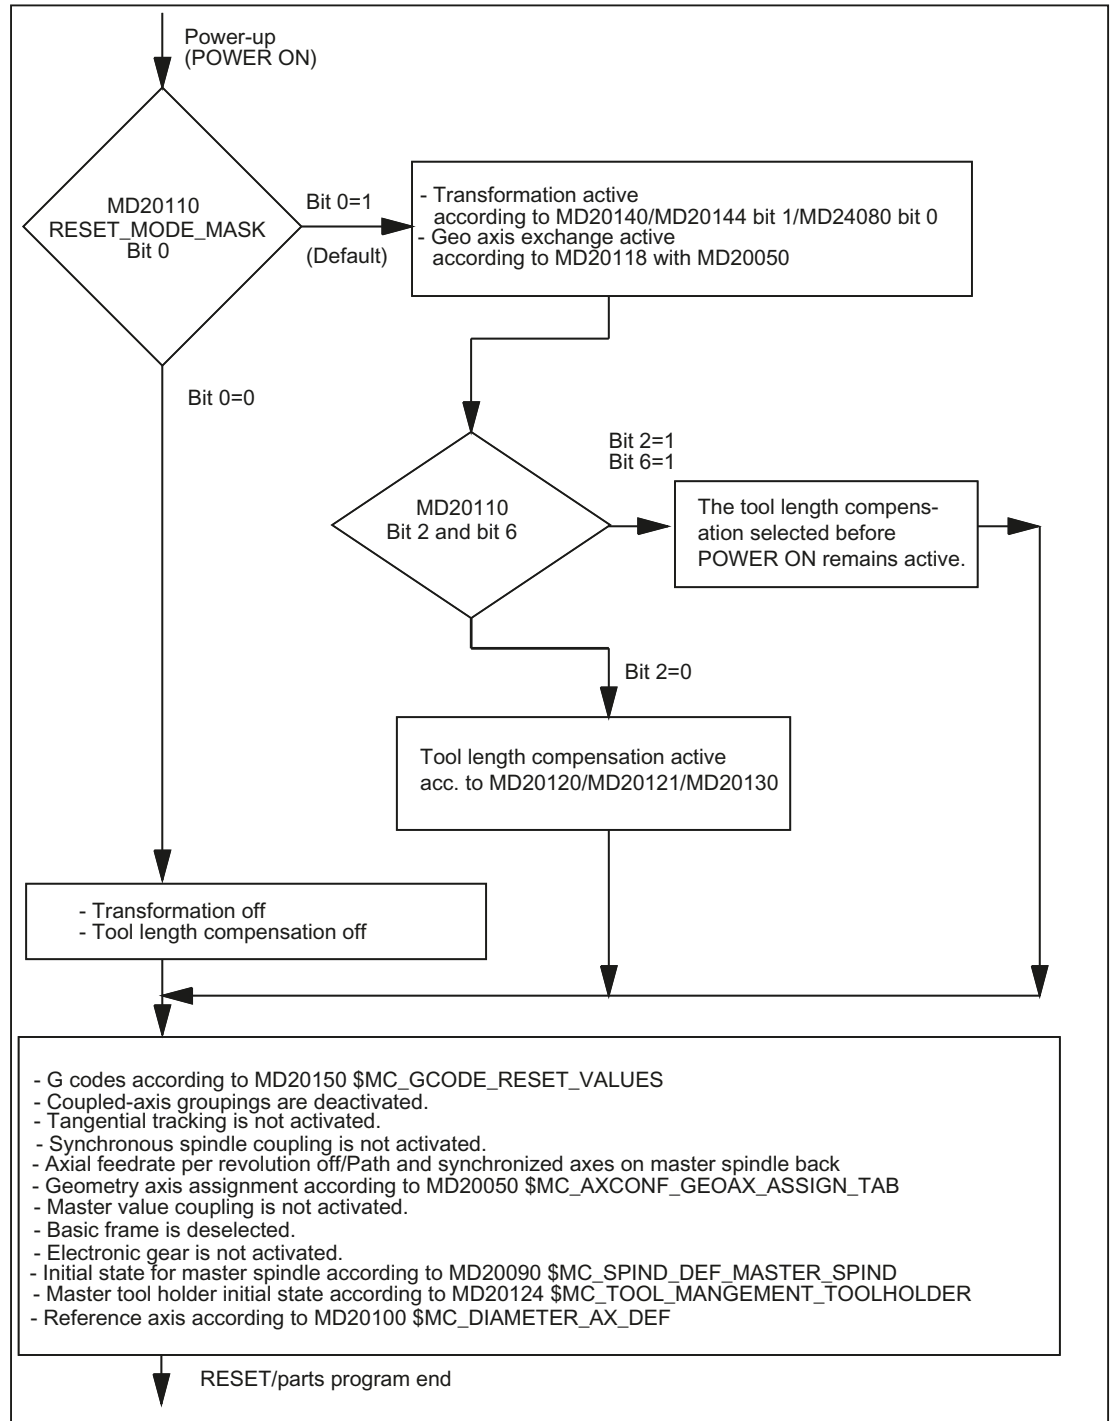 Power-up
(POWER ON)
MD20110
RESET_MODE_MASK
Bit 0
Bit 0=1
(Default)
- Transformation active
according to MD20140/MD20144 bit 1/MD24080 bit 0
- Geo axis exchange active
according to MD20118 with MD20050
Bit 0=0
Bit 2=1
Bit 6=1
MD20110
Bit 2 and bit 6
The tool length compens-
ation selected before
POWER ON remains active.
Bit 2=0
Tool length compensation active
acc. to MD20120/MD20121/MD20130
- Transformation off
- Tool length compensation off
- G codes according to MD20150 $MC_GCODE_RESET_VALUES
- Coupled-axis groupings are deactivated.
- Tangential tracking is not activated.
- Synchronous spindle coupling is not activated.
- Axial feedrate per revolution off/Path and synchronized axes on master spindle back
- Geometry axis assignment according to MD20050 $MC_AXCONF_GEOAX_ASSIGN_TAB
- Master value coupling is not activated.
- Basic frame is deselected.
- Electronic gear is not activated.
- Initial state for master spindle according to MD20090 $MC_SPIND_DEF_MASTER_SPIND
- Master tool holder initial state according to MD20124 $MC_TOOL_MANGEMENT_TOOLHOLDER
- Reference axis according to MD20100 $MC_DIAMETER_AX_DEF
RESET/parts program end